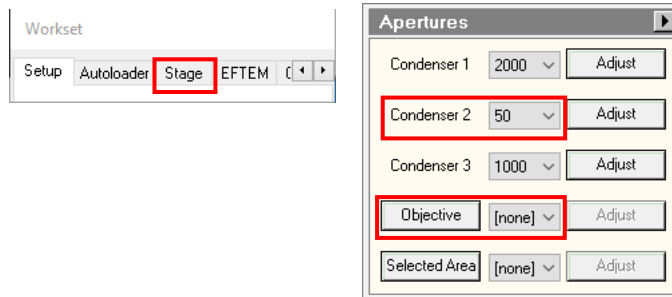 Workset
Setup Autoloader Stage EFTEM
Apertures
Condenser 1 2000 Adjust
Condenser 2 50 Adjust
Condenser 3 1000 Adjust
Objective [none] Adjust
Selected Area [none] Adjust